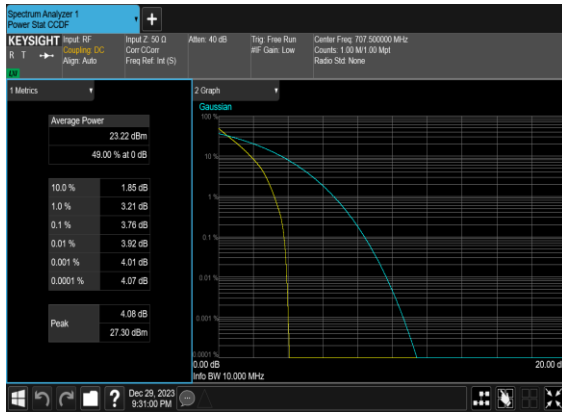 Spectrum Analyzer 1
Power Stat CCDF
+
KEYSIGHT
R T
LXI
Input: RF
Coupling: DC
Align: Auto
Input Z: 50 Ω
Corr CCorr
Freq Ref: Int (S)
Atten: 40 dB
Trig: Free Run
#IF Gain: Low
Center Freq: 707.500000 MHz
Counts: 1.00 M/1.00 Mpt
Radio Std: None
1 Metrics
Average Power
23.22 dBm
49.00 % at 0 dB
10.0 % 1.85 dB
1.0 % 3.21 dB
0.1 % 3.76 dB
0.01 % 3.92 dB
0.001 % 4.01 dB
0.0001 % 4.07 dB
Peak
4.08 dB
27.30 dBm
2 Graph
Gaussian
100 %
10 %
1 %
0.1 %
0.01 %
0.001 %
0.0001 %
0.00 dB
20.00 d
Info BW 10.000 MHz
?
Dec 29, 2023
9:31:00 PM